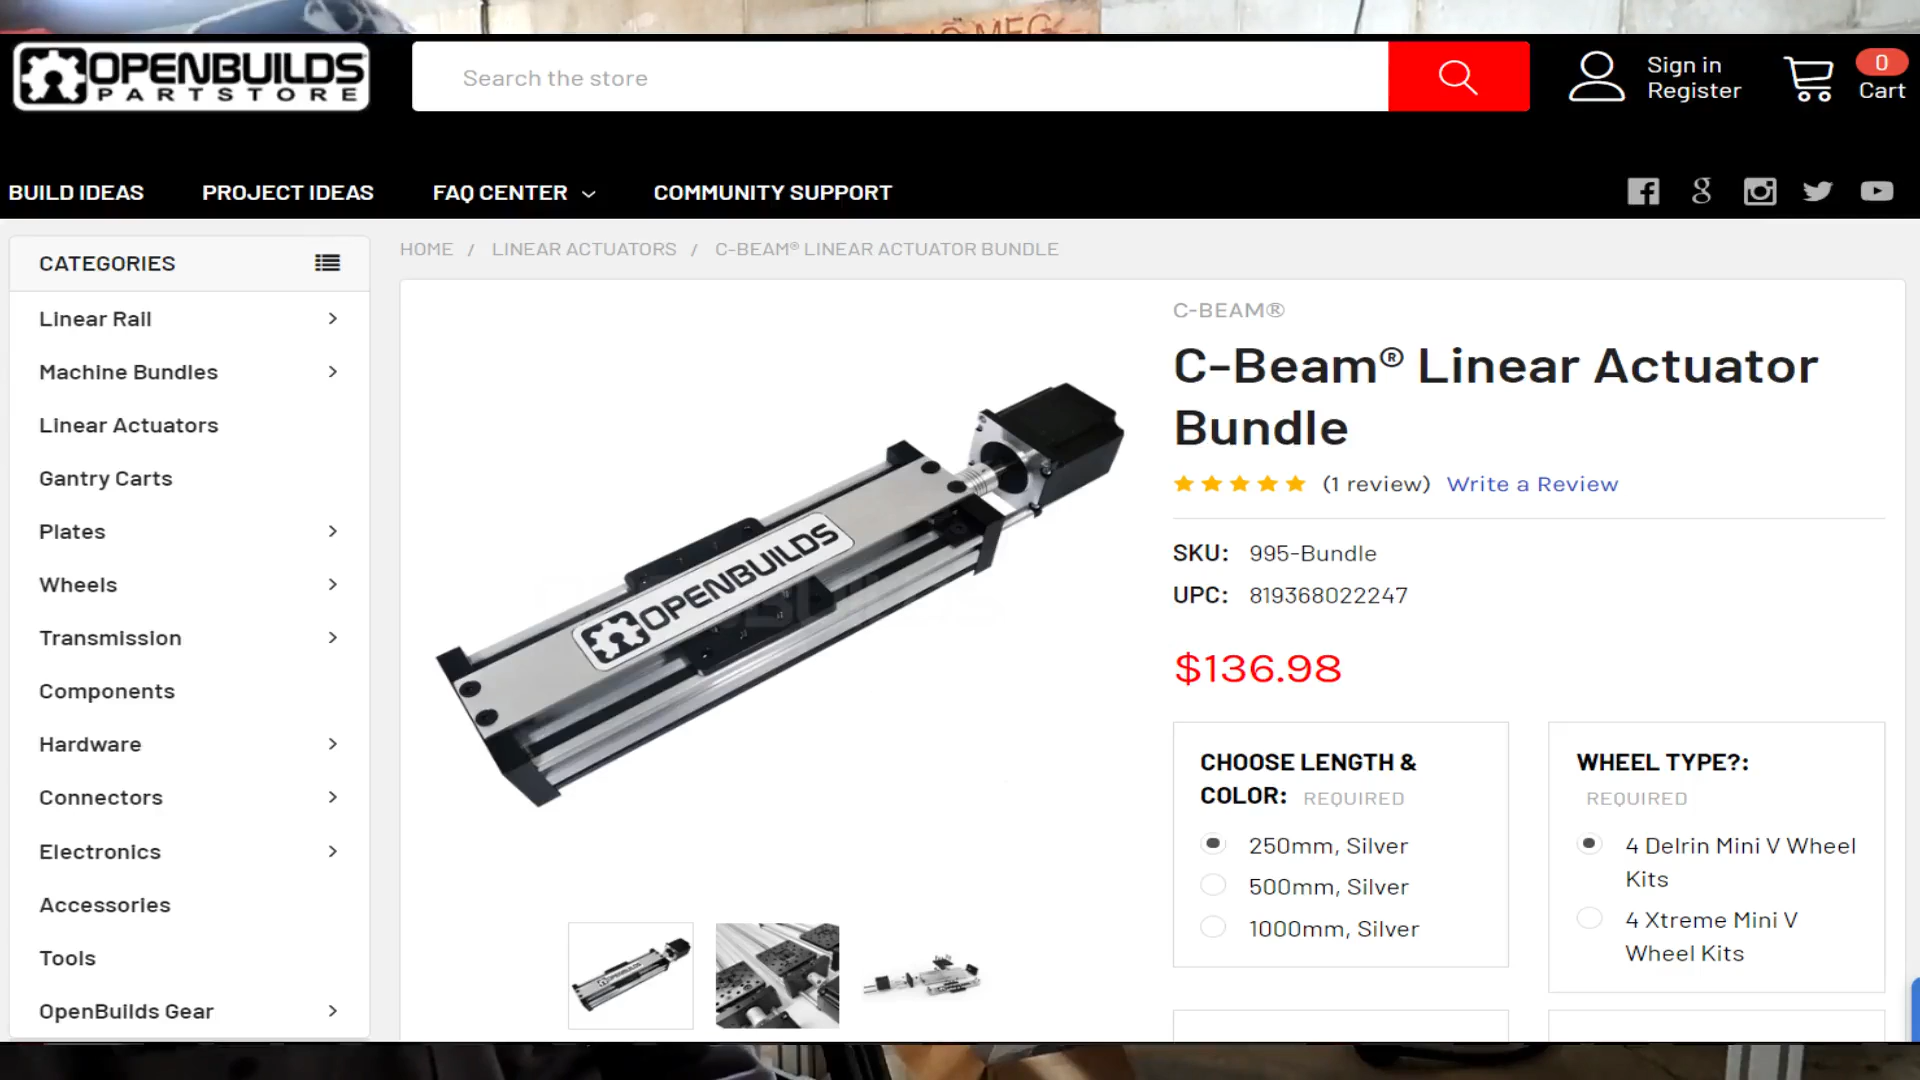 OPENBUILDS
PARTSTORE
Search the store
Sign in
Register
0
Cart
BUILD IDEAS
PROJECT IDEAS
FAQ CENTER
COMMUNITY SUPPORT
CATEGORIES
Linear Rail
Machine Bundles
Linear Actuators
Gantry Carts
Plates
Wheels
Transmission
Components
Hardware
Connectors
Electronics
Accessories
Tools
OpenBuilds Gear
HOME / LINEAR ACTUATORS / C-BEAM® LINEAR ACTUATOR BUNDLE
OPENBUILDS
C-BEAM®
C-Beam® Linear Actuator
Bundle
(1 review) Write a Review
SKU: 995-Bundle
UPC: 819368022247
$136.98
CHOOSE LENGTH &
COLOR: REQUIRED
250mm, Silver
500mm, Silver
1000mm, Silver
WHEEL TYPE?:
REQUIRED
4 Delrin Mini V Wheel
Kits
4 Xtreme Mini V
Wheel Kits